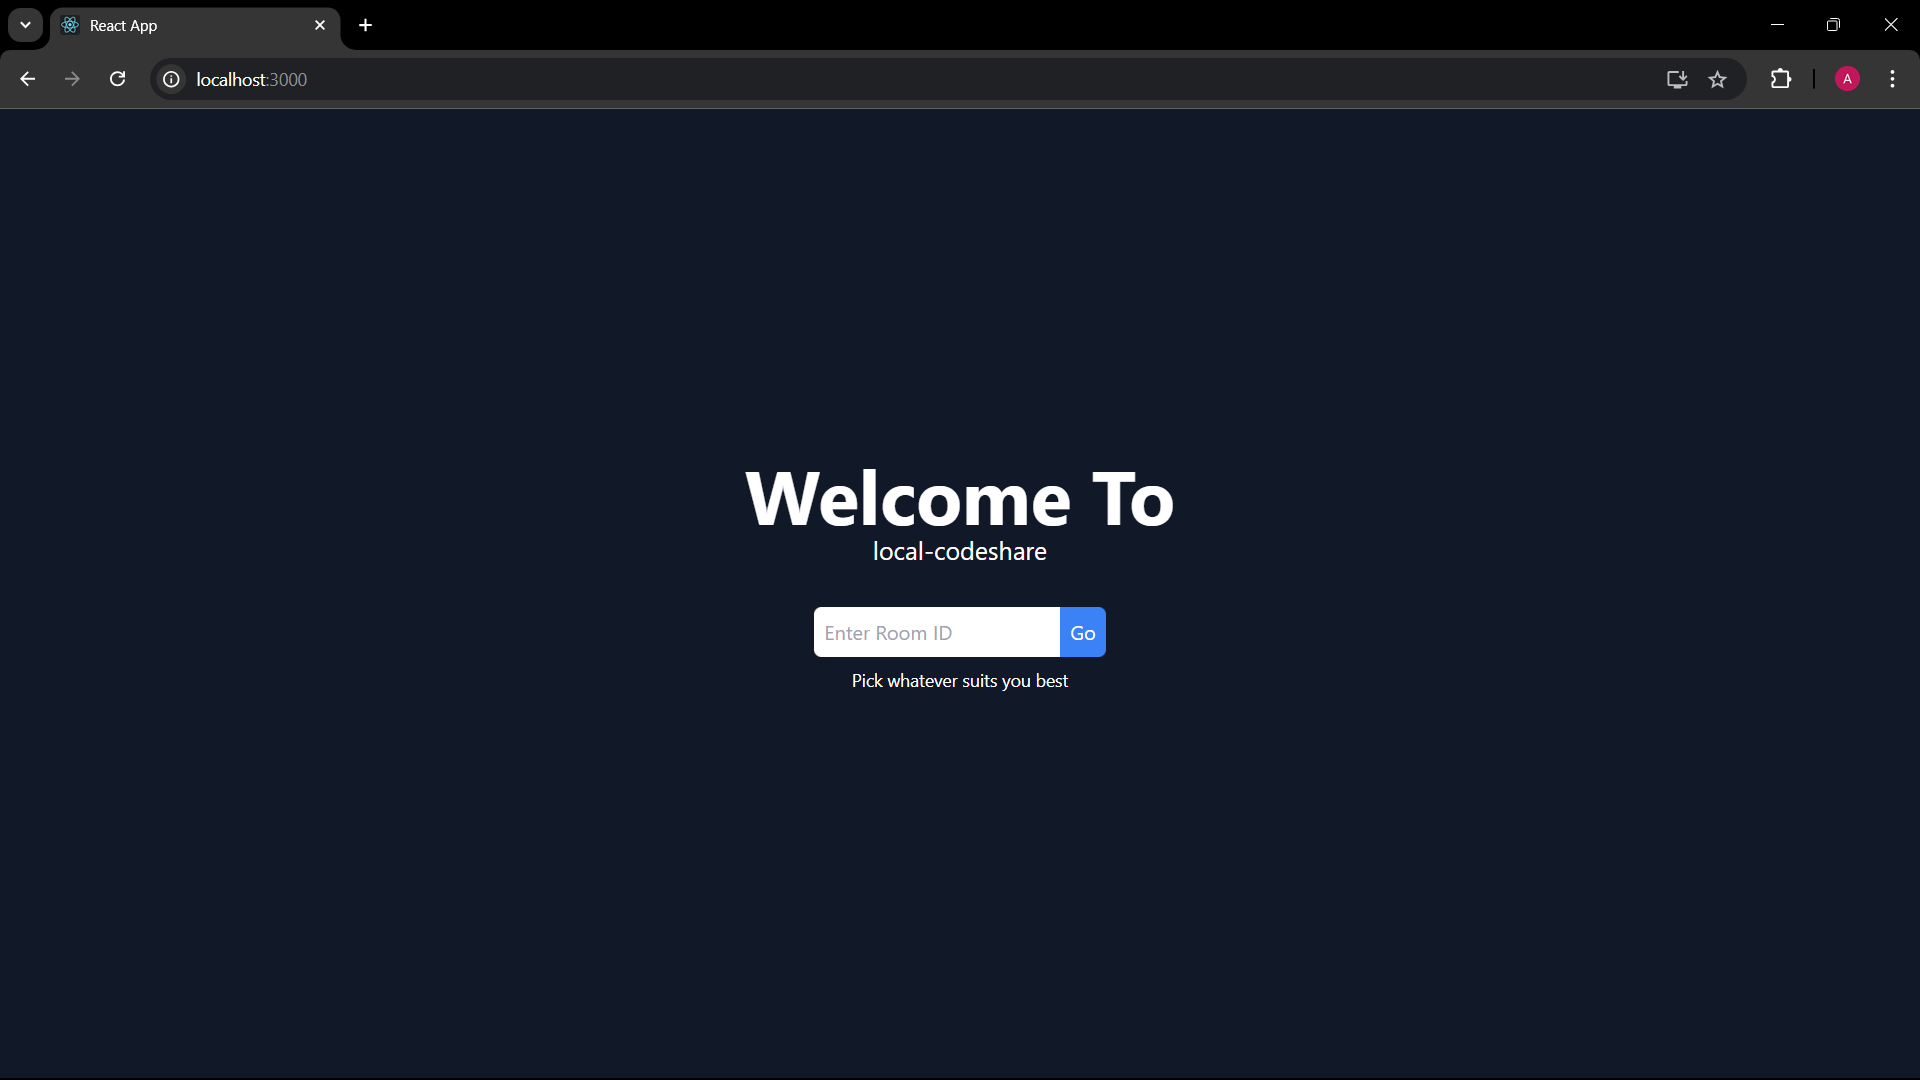 React App
localhost:3000
A
Welcome To
local-codeshare
Enter Room ID
Go
Pick whatever suits you best